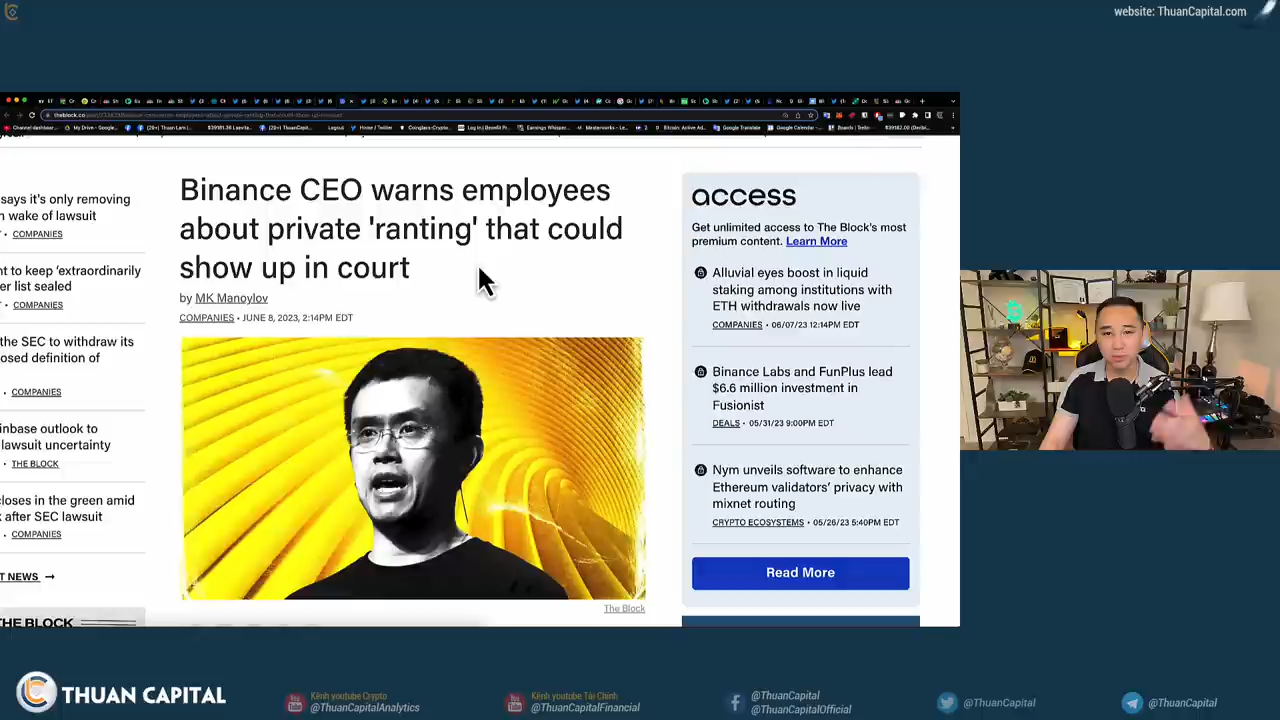 website: ThuanCapital.com
says it's only removing
wake of lawsuit
COMPANIES
nt to keep 'extraordinarily
er list sealed
COMPANIES
the SEC to withdraw its
osed definition of
COMPANIES
inbase outlook to
lawsuit uncertainty
THE BLOCK
closes in the green amid
after SEC lawsuit
COMPANIES
T NEWS →
THE BLOCK
Binance CEO warns employees
about private 'ranting' that could
show up in court
by MK Manoylov
COMPANIES • JUNE 8, 2023, 2:14PM EDT
The Block
access
Get unlimited access to The Block's most
premium content. Learn More
Alluvial eyes boost in liquid
staking among institutions with
ETH withdrawals now live
COMPANIES • 06/07/23 12:14PM EDT
Binance Labs and FunPlus lead
$6.6 million investment in
Fusionist
DEALS • 05/31/23 9:00PM EDT
Nym unveils software to enhance
Ethereum validators' privacy with
mixnet routing
CRYPTO ECOSYSTEMS • 05/26/23 5:40PM EDT
Read More
THUAN CAPITAL
Kênh youtube Crypto
@ThuanCapitalAnalytics
Kênh youtube Tài Chính
@ThuanCapitalFinancial
@ThuanCapital
@ThuanCapitalOfficial
@ThuanCapital
@ThuanCapital